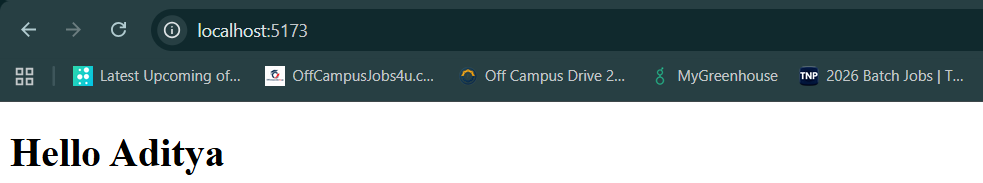 localhost:5173
Latest Upcoming of... OffCampusJobs4u.c... Off Campus Drive 2... MyGreenhouse TNP 2026 Batch Jobs | T...
Hello Aditya